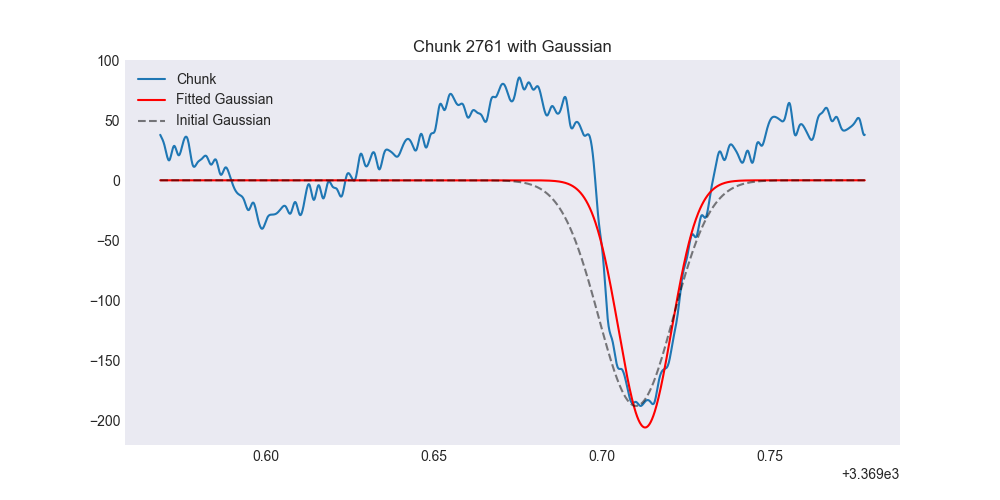 Chunk 2761 with Gaussian
Chunk
Fitted Gaussian
Initial Gaussian
100
50
0
−50
−100
−150
−200
0.60 0.65 0.70 0.75
+3.369e3